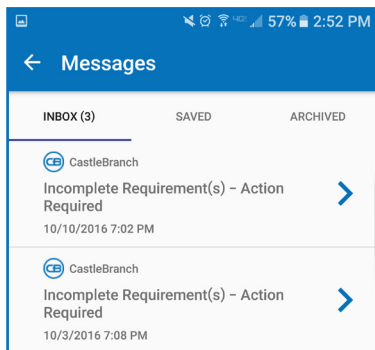 57% 2:52 PM
Messages
INBOX (3) SAVED ARCHIVED
CB CastleBranch
Incomplete Requirement(s) – Action
Required
10/10/2016 7:02 PM
CB CastleBranch
Incomplete Requirement(s) – Action
Required
10/3/2016 7:08 PM